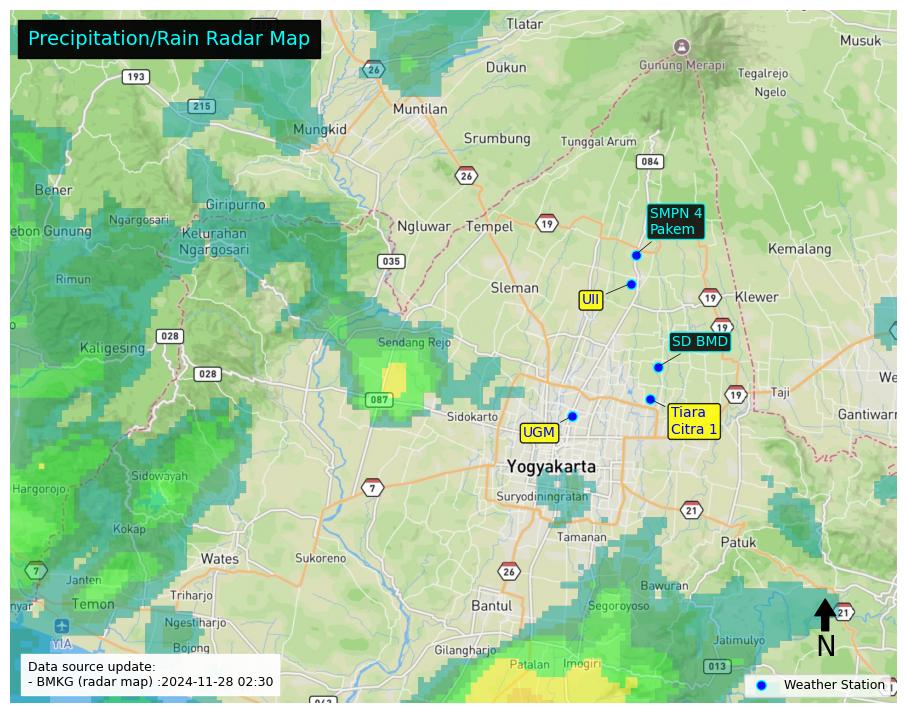 Precipitation/Rain Radar Map
Tlatar
Musuk
26
193
Dukun
Gunung Merapi
Tegalrejo
Ngelo
215
Muntilan
Mungkid
Srumbung
Tunggal Arum
084
26
Bener
Giripurno
Ngargosari
SMPN 4
Pakem
ebon Gunung
Kelurahan
Ngargosari
Ngluwar
Tempel
19
Kemalang
035
Rimun
Sleman
UII
19
Klewer
028
19
Kaligesing
Sendang Rejo
SD BMD
028
087
19
Taji
We
Sidokarto
Tiara
Citra 1
Gantiwarn
UGM
Yogyakarta
Sidowayah
Hargorojo
7
Suryodiningratan
21
Kokap
Tamanan
Patuk
Wates
Sukoreno
7
26
Janten
Bawuran
nyar
Temon
Triharjo
Bantul
Segoroyoso
21
Ngestiharjo
N
YIA
Bojong
Gilangharjo
Jatimulyo
Patalan
Imogiri
013
Data source update:
- BMKG (radar map) :2024-11-28 02:30
Weather Station